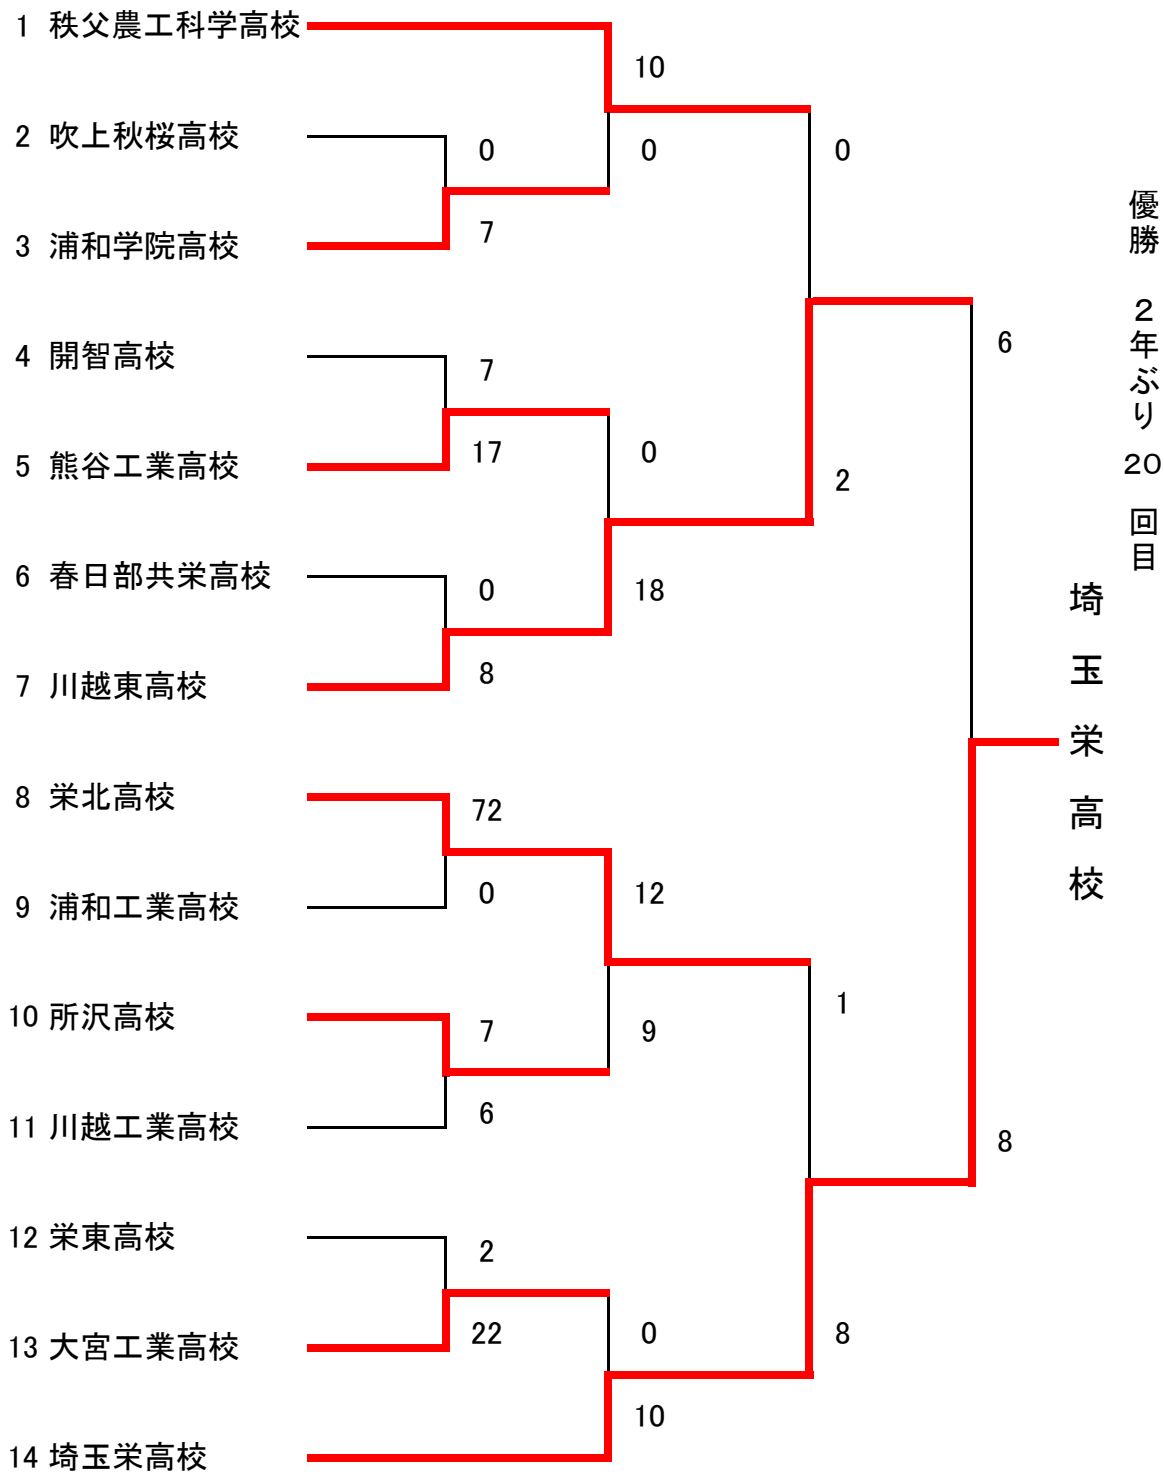 1 秩父農工科学高校
10
2 吹上秋桜高校
0
0
0
3 浦和学院高校
7
4 開智高校
7
6
5 熊谷工業高校
17
0
2
6 春日部共栄高校
0
18
7 川越東高校
8
8 栄北高校
72
9 浦和工業高校
0
12
10 所沢高校
7
9
1
11 川越工業高校
6
8
12 栄東高校
2
13 大宮工業高校
22
0
8
10
14 埼玉栄高校
優勝 2年ぶり 20 回目
埼玉栄高校